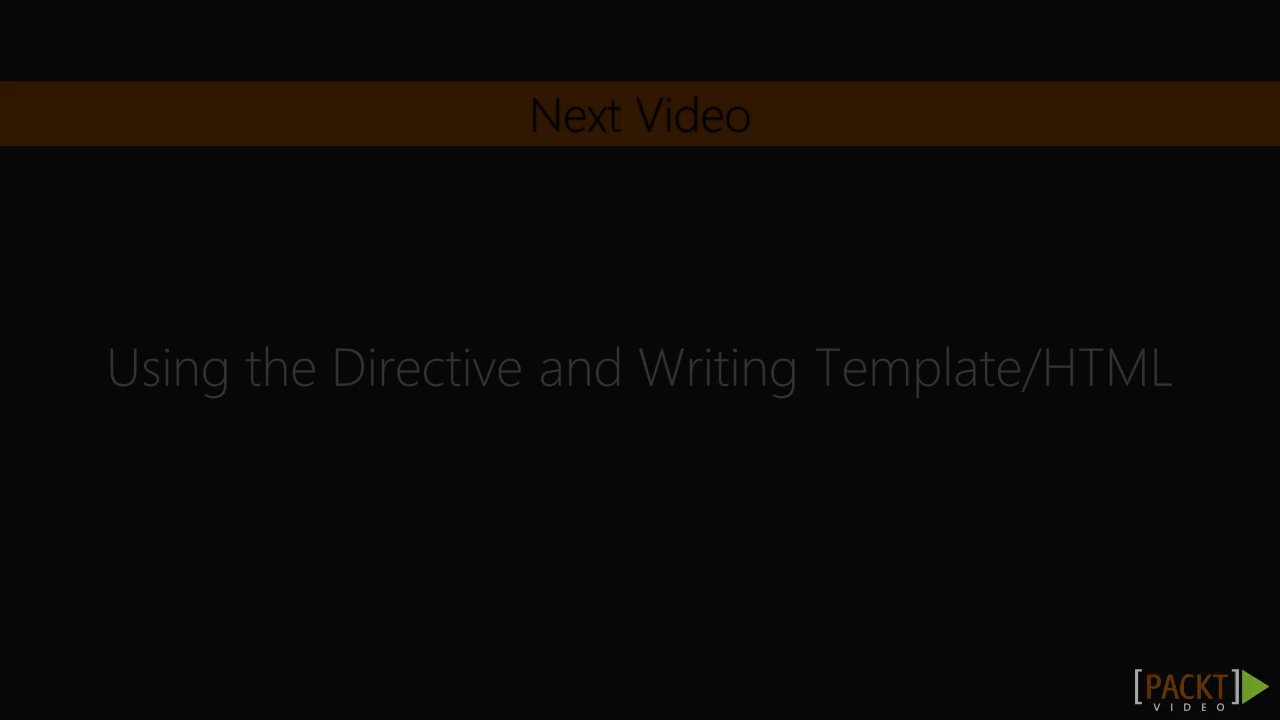 Next Video
Using the Directive and Writing Template/HTML
[PACKT]
VIDEO